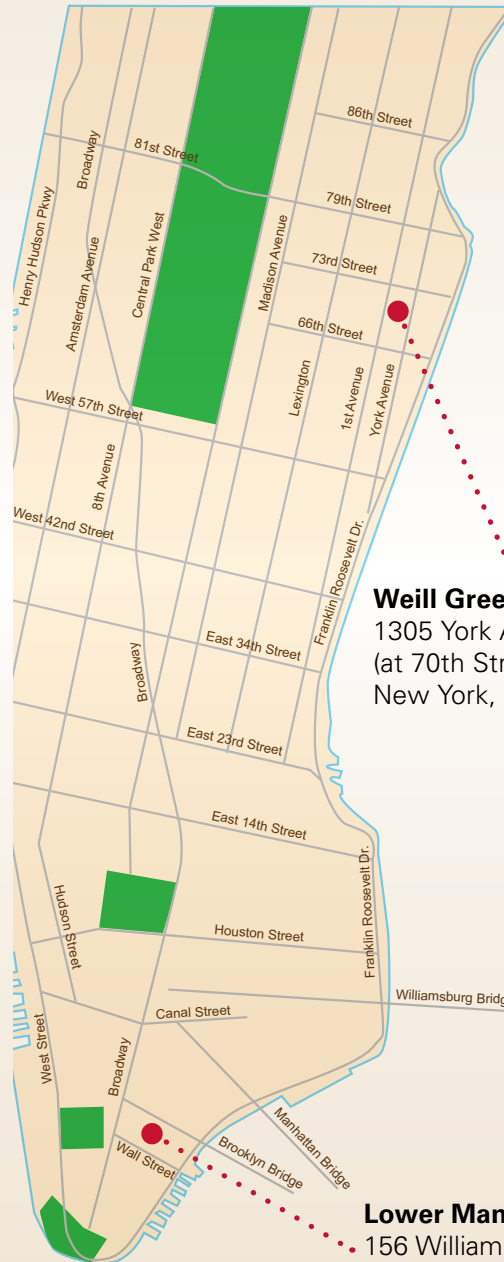 86th Street
81st Street
Broadway
79th Street
Henry Hudson Pkwy
Central Park West
Madison Avenue
73rd Street
Amsterdam Avenue
66th Street
Lexington
1st Avenue
York Avenue
West 57th Street
8th Avenue
West 42nd Street
Franklin Roosevelt Dr.
Weill Gree
1305 York
(at 70th Str
New York,
East 34th Street
Broadway
East 23rd Street
East 14th Street
Franklin Roosevelt Dr.
Hudson Street
Houston Street
Williamsburg Bridg
Canal Street
West Street
Broadway
Manhattan Bridge
Brooklyn Bridge
Wall Street
Lower Man
156 William